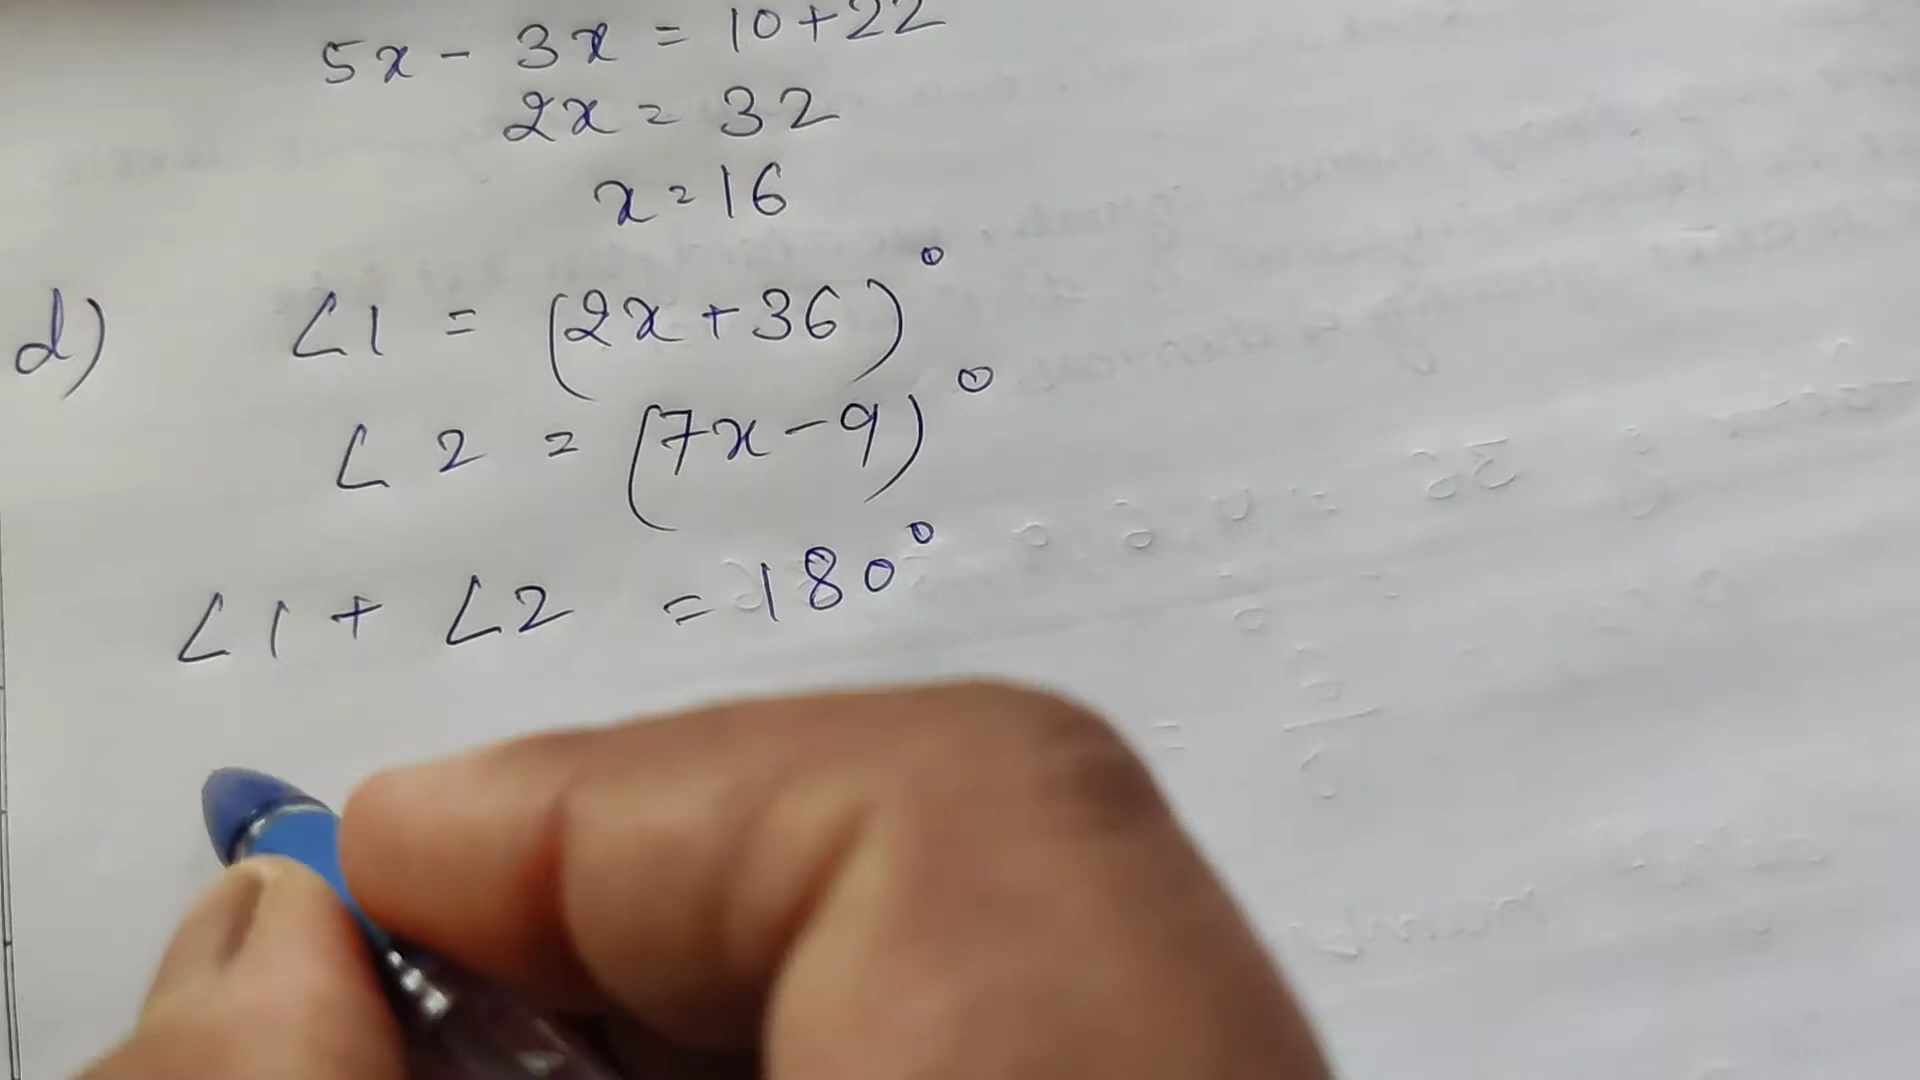 5x - 3x = 10+22
2x = 32
x = 16
d) ∠1 = (2x+36)°
∠2 = (7x-9)°
∠1 + ∠2 = 180°